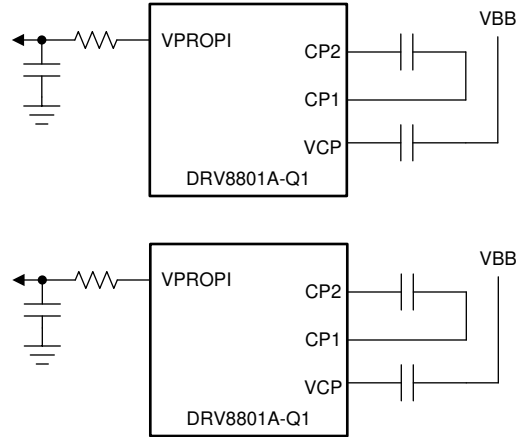 VBB
VPROPI
CP2
CP1
VCP
DRV8801A-Q1
VBB
VPROPI
CP2
CP1
VCP
DRV8801A-Q1